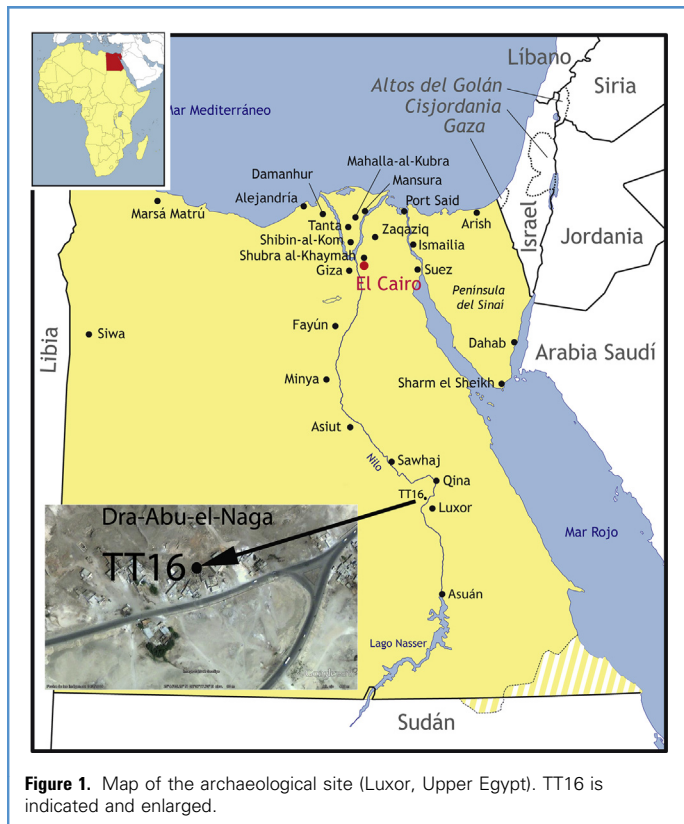 Líbano
Siria
Altos del Golán
Cisjordania
Gaza
Mar Mediterráneo
Damanhur
Mahalla-al-Kubra
Mansura
Alejandría
Port Said
Marsá Matrú
Tanta
Zaqaziq
Arish
Shibin-al-Kom
Ismailia
Israel
Jordania
Shubra al-Khaymah
Giza
Suez
El Cairo
Península
del Sinaí
Fayún
Siwa
Libia
Dahab
Arabia Saudí
Minya
Sharm el Sheikh
Asiut
Nilo
Sawhaj
Qina
TT16
Luxor
Dra-Abu-el-Naga
TT16
Mar Rojo
Asuán
Lago Nasser
Sudán
Figure 1. Map of the archaeological site (Luxor, Upper Egypt). TT16 is
indicated and enlarged.